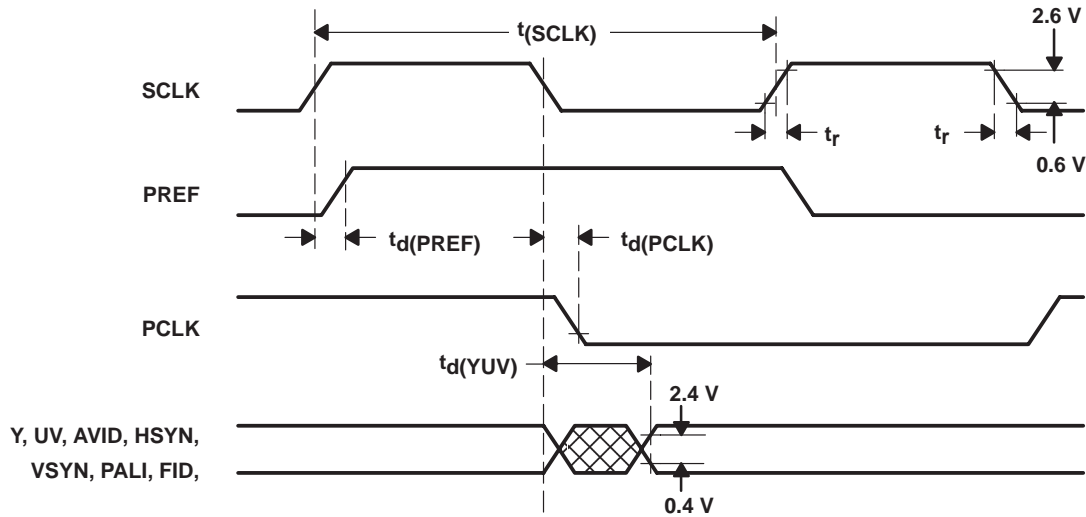 t(SCLK)
2.6 V
SCLK
tr
tr
0.6 V
PREF
td(PREF)
td(PCLK)
PCLK
td(YUV)
2.4 V
Y, UV, AVID, HSYN,
VSYN, PALI, FID,
0.4 V